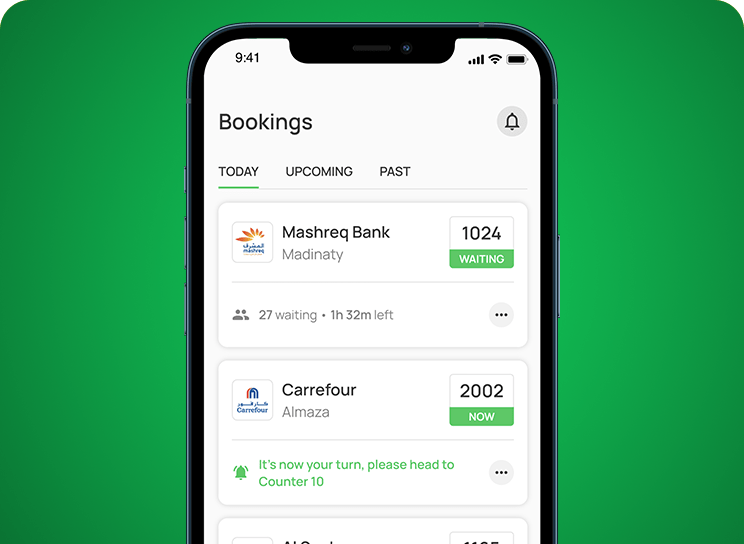 9:41
Bookings
TODAY UPCOMING PAST
Mashreq Bank
Madinaty
1024
WAITING
المشرق
mashreq
27 waiting • 1h 32m left
Carrefour
Almaza
2002
NOW
كارفور
Carrefour
It's now your turn, please head to
Counter 10